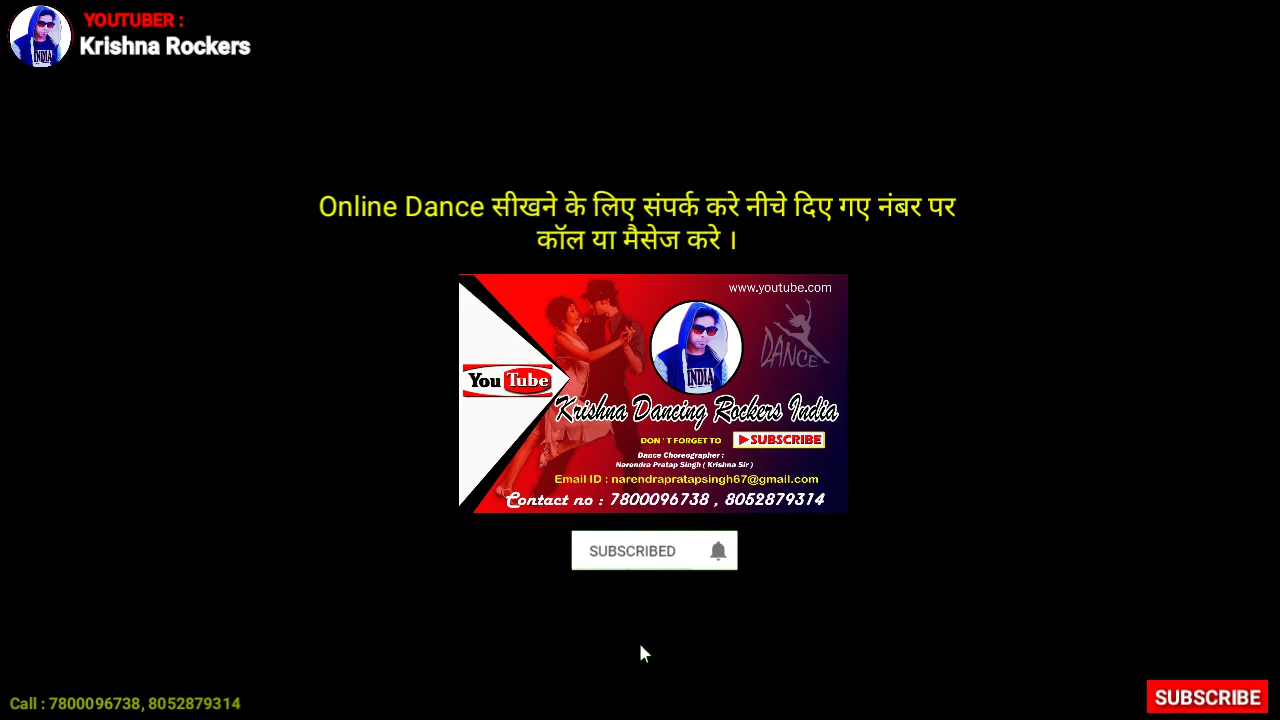 YOUTUBER :
Krishna Rockers
Online Dance सीखने के लिए संपर्क करे नीचे दिए गए नंबर पर
कॉल या मैसेज करे ।
www.youtube.com
INDIA
DANCE
You Tube
Krishna Dancing Rockers India
DON ' T FORGET TO SUBSCRIBE
Dance Choreographer :
Narendra Pratap Singh ( Krishna Sir )
Email ID : narendrapratapsingh67@gmail.com
Contact no : 7800096738 , 8052879314
SUBSCRIBED
Call : 7800096738, 8052879314
SUBSCRIBE